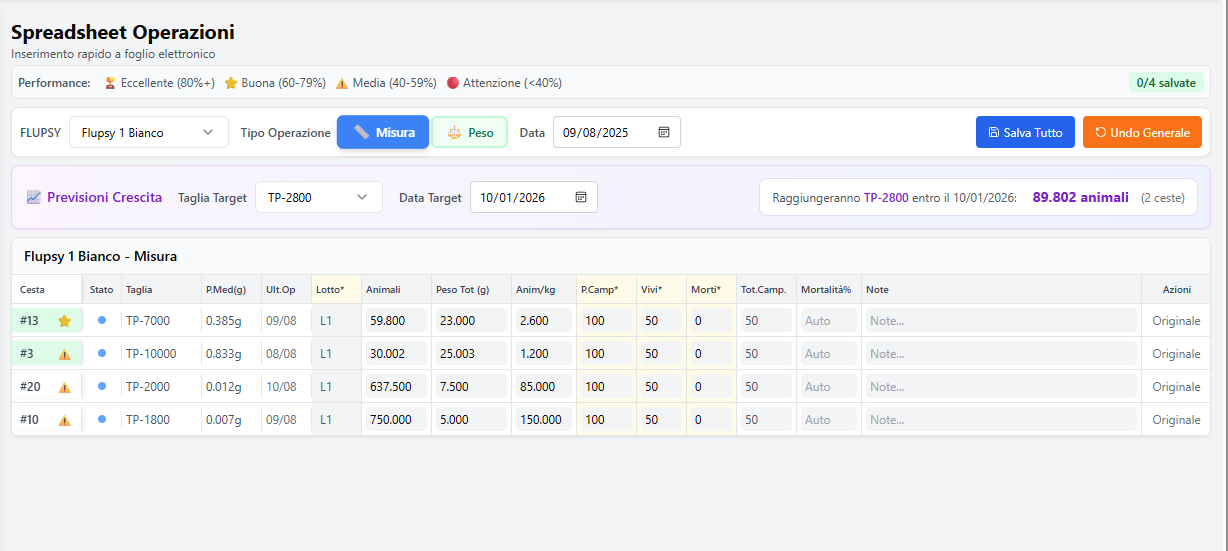 Spreadsheet Operazioni
Inserimento rapido a foglio elettronico
Performance: Eccellente (80%+) Buona (60-79%) Media (40-59%) Attenzione (<40%) 0/4 salvate
FLUPSY Flupsy 1 Bianco Tipo Operazione Misura Peso Data 09/08/2025 Salva Tutto Undo Generale
Previsioni Crescita Taglia Target TP-2800 Data Target 10/01/2026 Raggiungeranno TP-2800 entro il 10/01/2026: 89.802 animali (2 ceste)
Flupsy 1 Bianco - Misura
Cesta Stato Taglia P.Med(g) Ult.Op Lotto* Animali Peso Tot (g) Anim/kg P.Camp* Vivi* Morti* Tot.Camp. Mortalità% Note Azioni
#13 TP-7000 0.385g 09/08 L1 59.800 23.000 2.600 100 50 0 50 Auto Note... Originale
#3 TP-10000 0.833g 08/08 L1 30.002 25.003 1.200 100 50 0 50 Auto Note... Originale
#20 TP-2000 0.012g 10/08 L1 637.500 7.500 85.000 100 50 0 50 Auto Note... Originale
#10 TP-1800 0.007g 09/08 L1 750.000 5.000 150.000 100 50 0 50 Auto Note... Originale